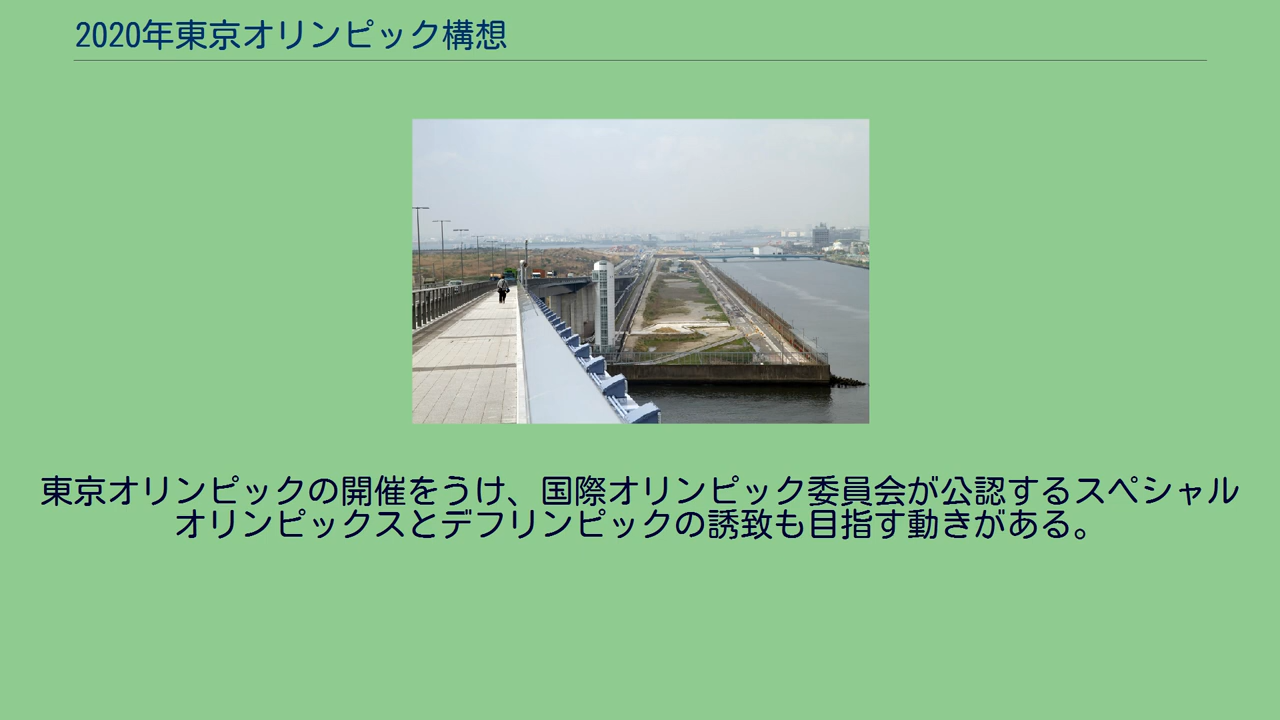 2020年東京オリンピック構想
東京オリンピックの開催をうけ、国際オリンピック委員会が公認するスペシャル
オリンピックスとデフリンピックの誘致も目指す動きがある。